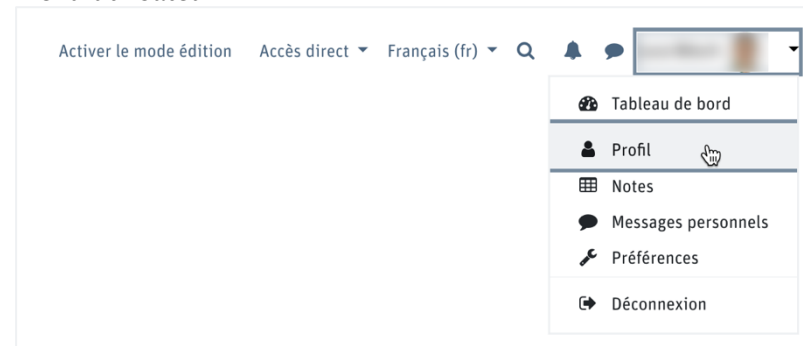 Activer le mode édition Accès direct Français (fr)
Tableau de bord
Profil
Notes
Messages personnels
Préférences
Déconnexion